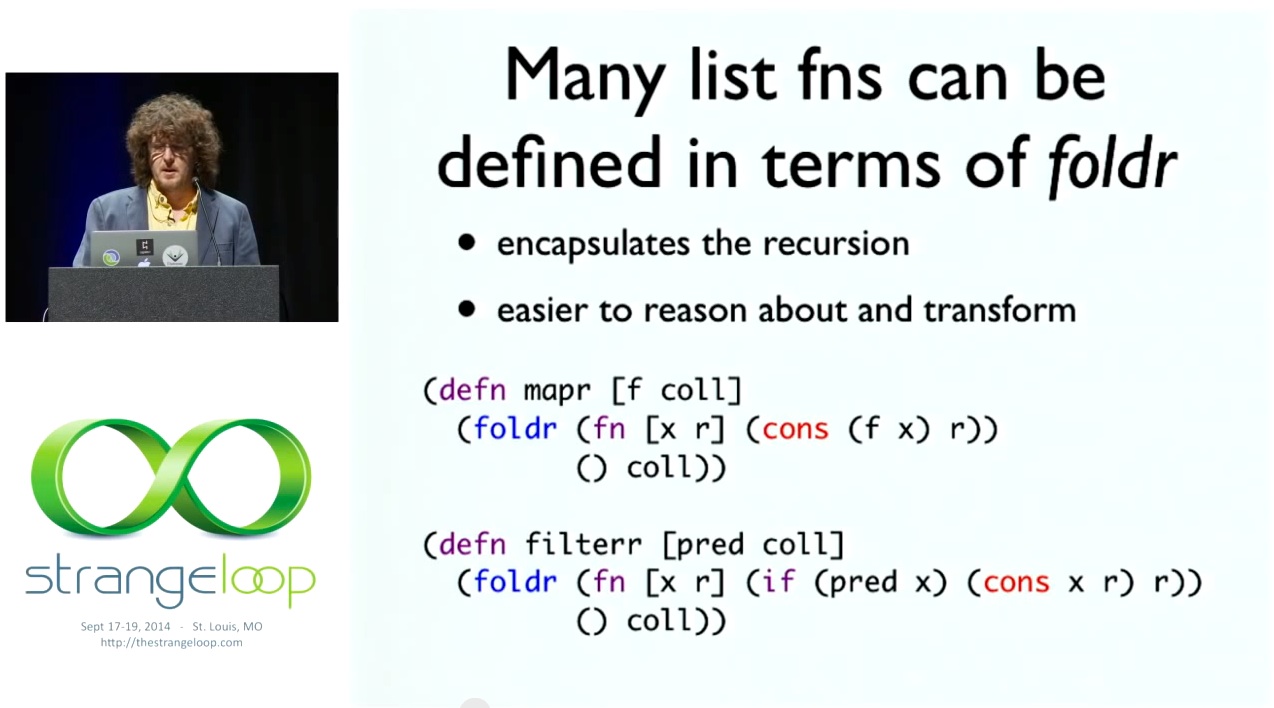 Many list fns can be
defined in terms of foldr
• encapsulates the recursion
• easier to reason about and transform
(defn mapr [f coll]
  (foldr (fn [x r] (cons (f x) r))
         () coll))
(defn filterr [pred coll]
  (foldr (fn [x r] (if (pred x) (cons x r) r))
         () coll))
strangeloop
Sept 17-19, 2014 - St. Louis, MO
http://thestrangeloop.com